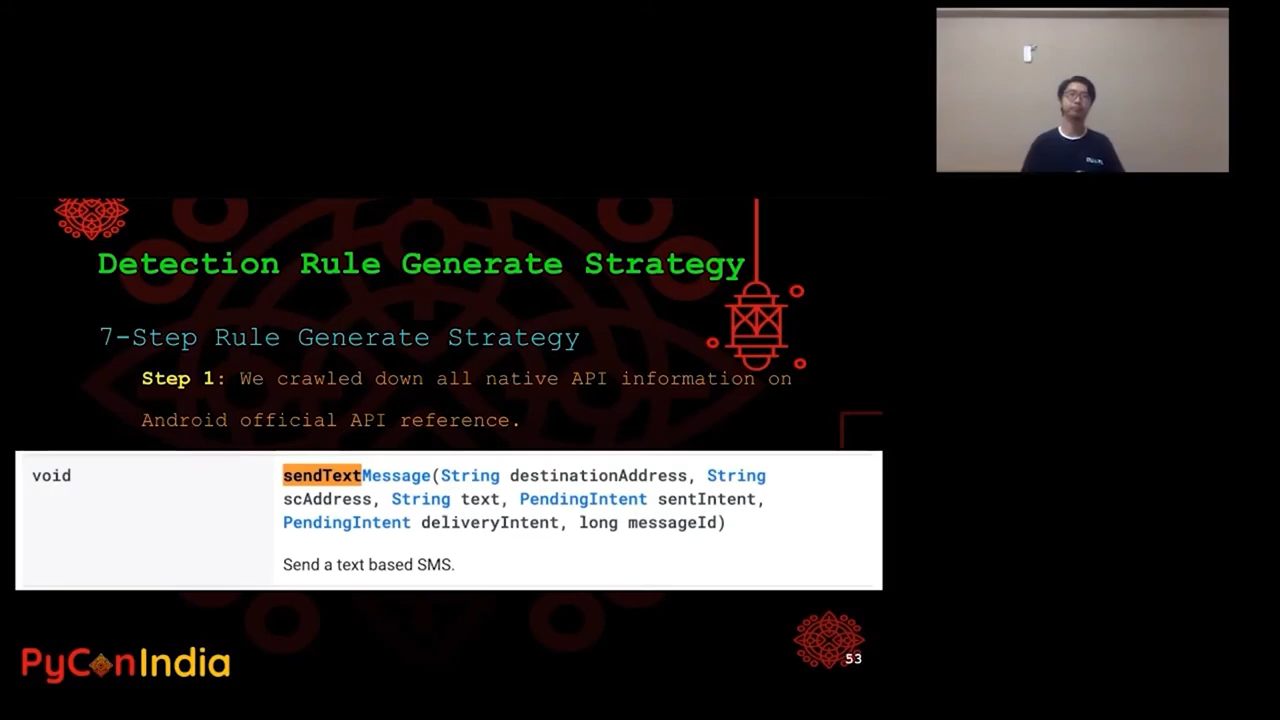 Detection Rule Generate Strategy
7-Step Rule Generate Strategy
Step 1: We crawled down all native API information on
Android official API reference.
void
sendTextMessage(String destinationAddress, String
scAddress, String text, PendingIntent sentIntent,
PendingIntent deliveryIntent, long messageId)
Send a text based SMS.
PyConIndia
53